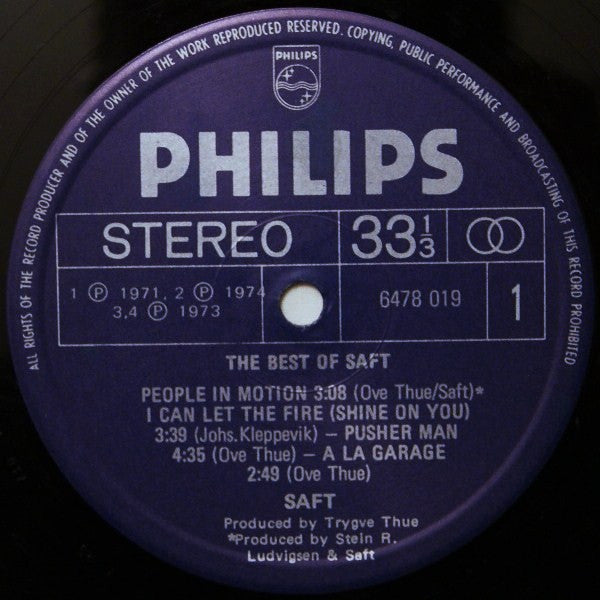 ALL RIGHTS OF THE RECORD PRODUCER AND OF THE OWNER OF THE WORK REPRODUCED RESERVED. COPYING, PUBLIC PERFORMANCE AND BROADCASTING OF THIS RECORD PROHIBITED
PHILIPS
PHILIPS
STEREO 33⅓
1 Ⓟ 1971, 2 Ⓟ 1974
3,4 Ⓟ 1973
6478 019 1
THE BEST OF SAFT
PEOPLE IN MOTION 3:08 (Ove Thue/Saft)*
I CAN LET THE FIRE (SHINE ON YOU)
3:39 (Johs.Kleppevik) – PUSHER MAN
4:35 (Ove Thue) – A LA GARAGE
2:49 (Ove Thue)
SAFT
Produced by Trygve Thue
*Produced by Stein R.
Ludvigsen & Saft